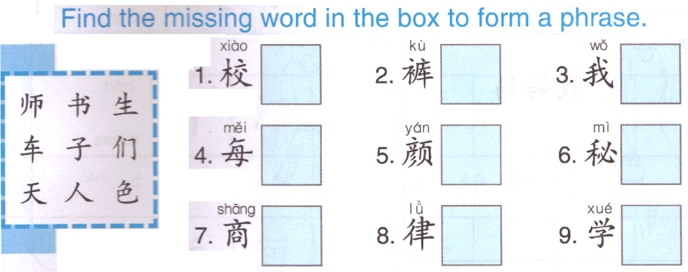 Find the missing word in the box to form a phrase.
师 书 生
车 子 们
天 人 色
xiào kù wǒ
1. 校 2. 裤 3. 我
měi yán mì
4. 每 5. 颜 6. 秘
shāng lǜ xué
7. 商 8. 律 9. 学